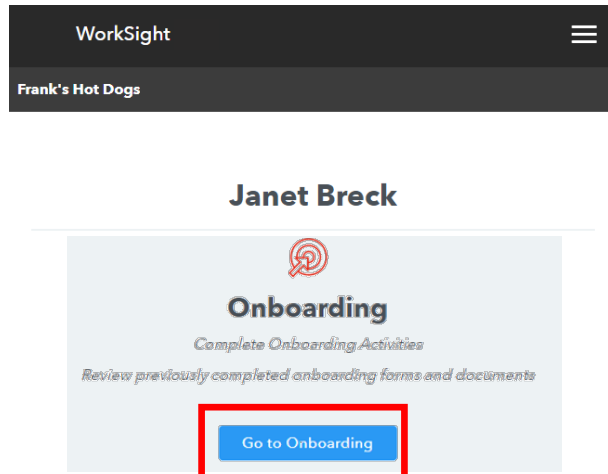 WorkSight
Frank's Hot Dogs
Janet Breck
Onboarding
Complete Onboarding Activities
Review previously completed onboarding forms and documents
Go to Onboarding